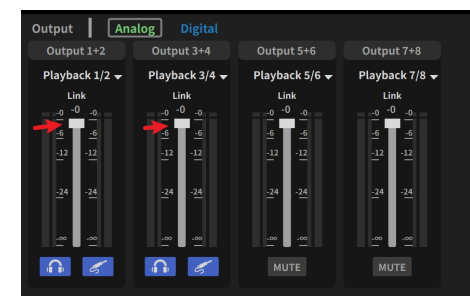 Output Analog Digital
Output 1+2 Output 3+4 Output 5+6 Output 7+8
Playback 1/2 Playback 3/4 Playback 5/6 Playback 7/8
Link Link Link Link
-0 -0 -0 -0 -0 -0 -0 -0 -0 -0 -0 -0
-6 -6 -6 -6 -6 -6 -6 -6
-12 -12 -12 -12 -12 -12 -12 -12
-24 -24 -24 -24 -24 -24 -24 -24
-∞ -∞ -∞ -∞ -∞ -∞ -∞ -∞
MUTE MUTE